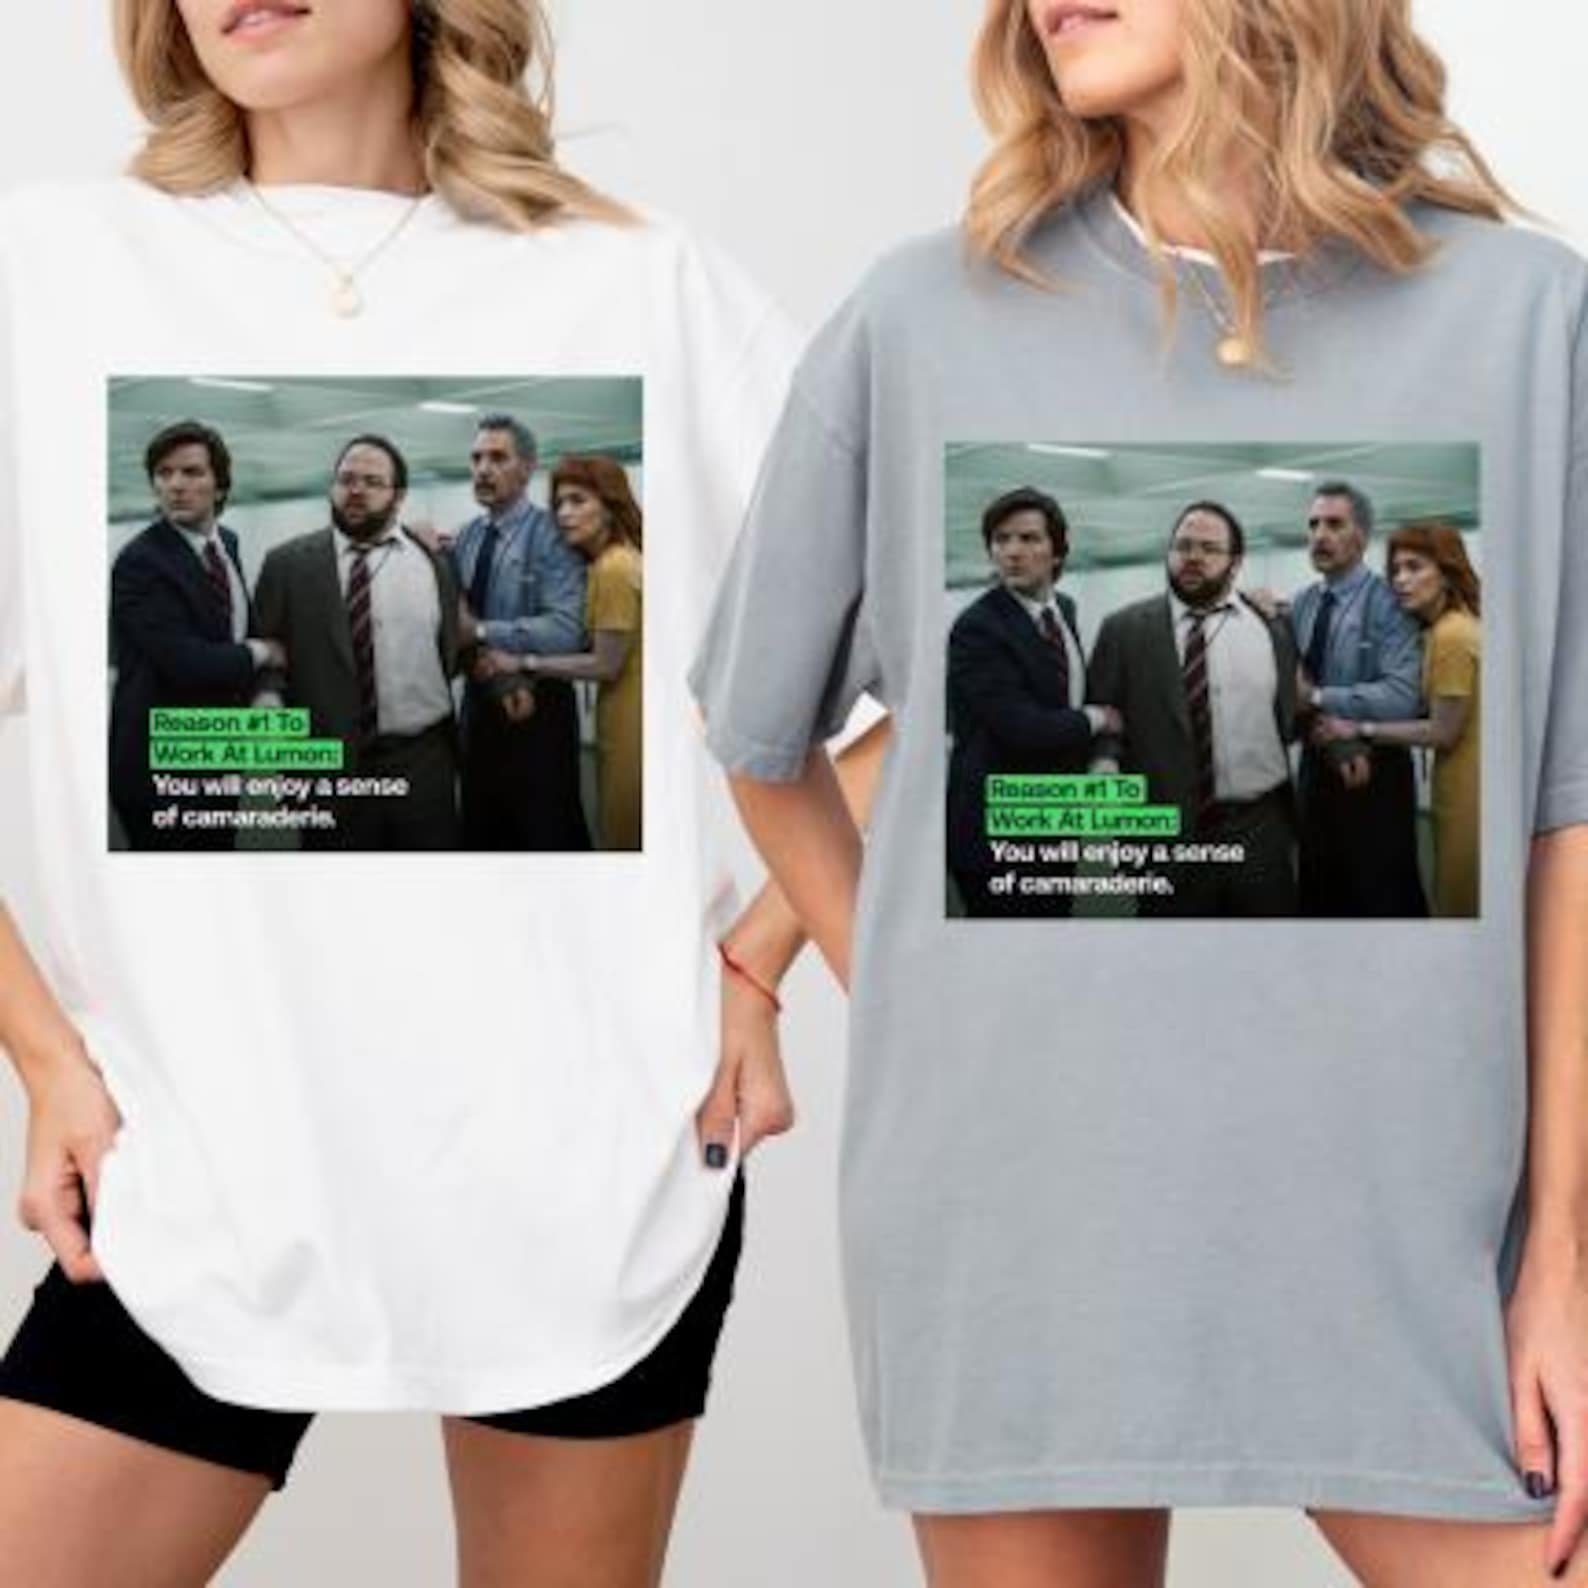 Reason #1 To
Work At Lumon:
You will enjoy a sense
of camaraderie.
Reason #1 To
Work At Lumon:
You will enjoy a sense
of camaraderie.